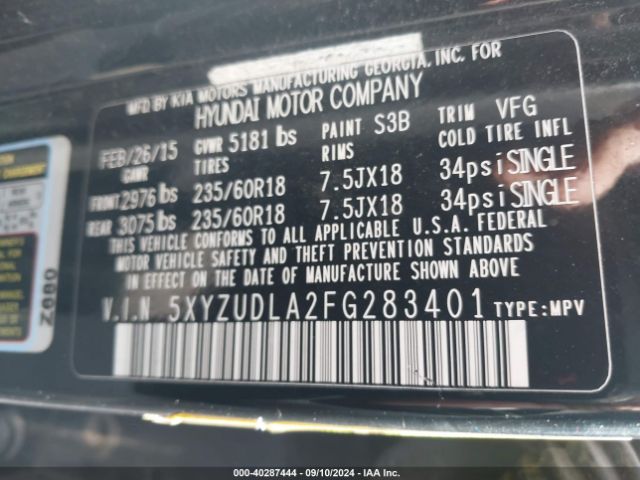 MFD BY KIA MOTORS MANUFACTURING GEORGIA, INC. FOR
HYUNDAI MOTOR COMPANY
FEB/26/15 GVWR 5181 lbs PAINT S3B TRIM VFG
GAWR TIRES RIMS COLD TIRE INFL
FRONT 2976 lbs 235/60R18 7.5JX18 34psi SINGLE
REAR 3075 lbs 235/60R18 7.5JX18 34psi SINGLE
THIS VEHICLE CONFORMS TO ALL APPLICABLE U.S.A. FEDERAL
MOTOR VEHICLE SAFETY AND THEFT PREVENTION STANDARDS
IN EFFECT ON THE DATE OF MANUFACTURE SHOWN ABOVE
V.I.N 5XYZUDLA2FG283401 TYPE:MPV
Z080
000-40287444 - 09/10/2024 - IAA Inc.